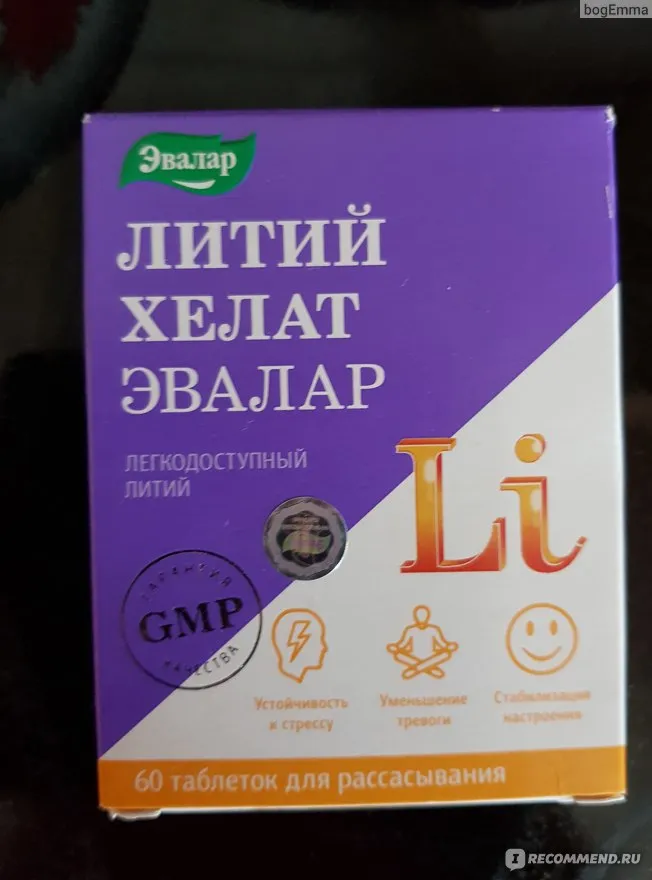 bogEmma
Эвалар
ЛИТИЙ
ХЕЛАТ
ЭВАЛАР
ЛЕГКОДОСТУПНЫЙ
ЛИТИЙ
Li
ГАРАНТИЯ
GMP
КАЧЕСТВА
Устойчивость
к стрессу
Уменьшение
тревоги
Стабилизация
настроения
60 таблеток для рассасывания
IRECOMMEND.RU